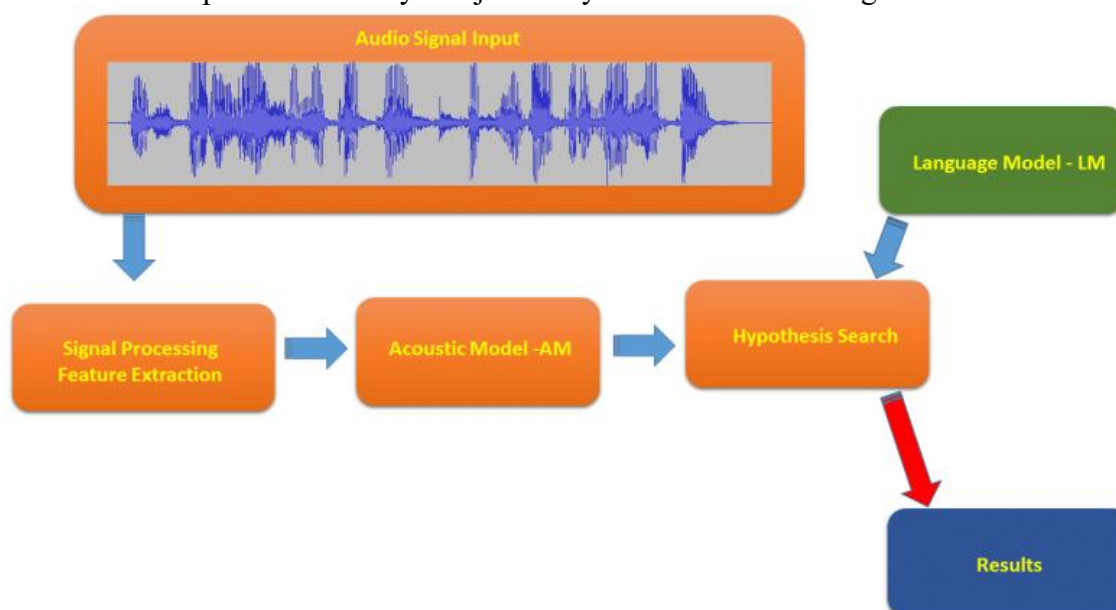 Audio Signal Input
Language Model - LM
Signal Processing
Feature Extraction
Acoustic Model -AM
Hypothesis Search
Results